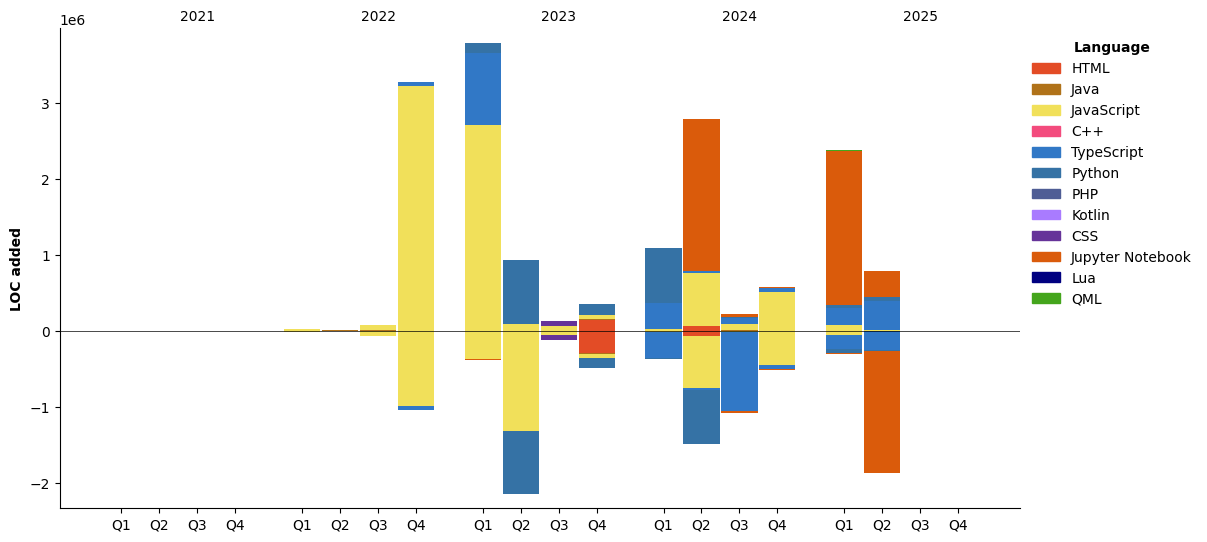 1e6
2021 2022 2023 2024 2025
LOC added
3
2
1
0
−1
−2
Q1 Q2 Q3 Q4 Q1 Q2 Q3 Q4 Q1 Q2 Q3 Q4 Q1 Q2 Q3 Q4 Q1 Q2 Q3 Q4
Language
HTML
Java
JavaScript
C++
TypeScript
Python
PHP
Kotlin
CSS
Jupyter Notebook
Lua
QML